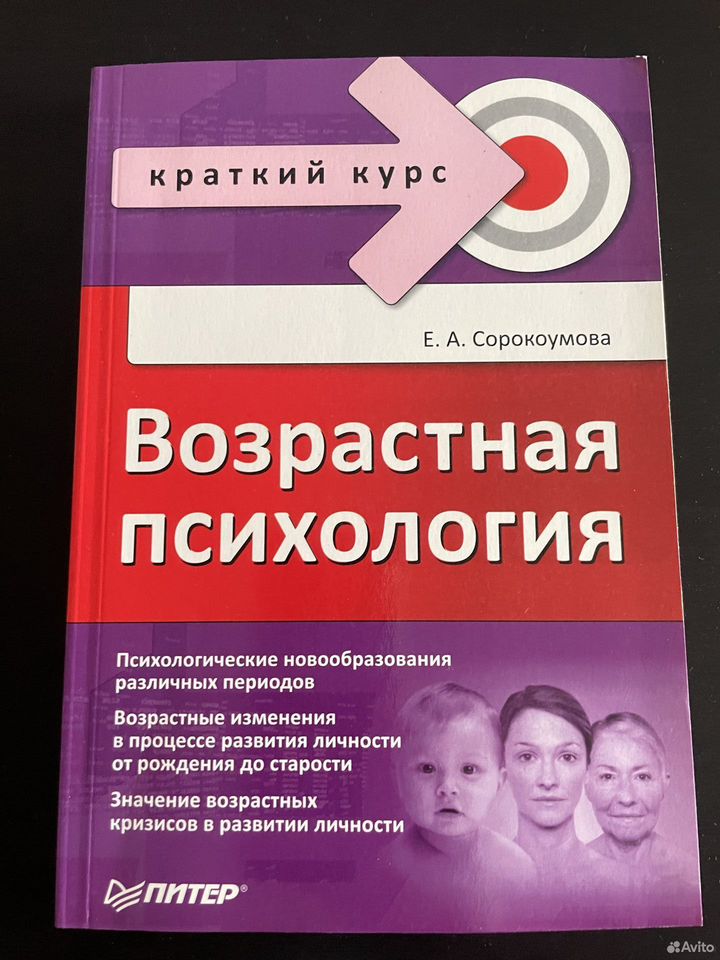 краткий курс
Е. А. Сорокоумова
Возрастная
психология
Психологические новообразования
различных периодов
Возрастные изменения
в процессе развития личности
от рождения до старости
Значение возрастных
кризисов в развитии личности
ПИТЕР®
Avito